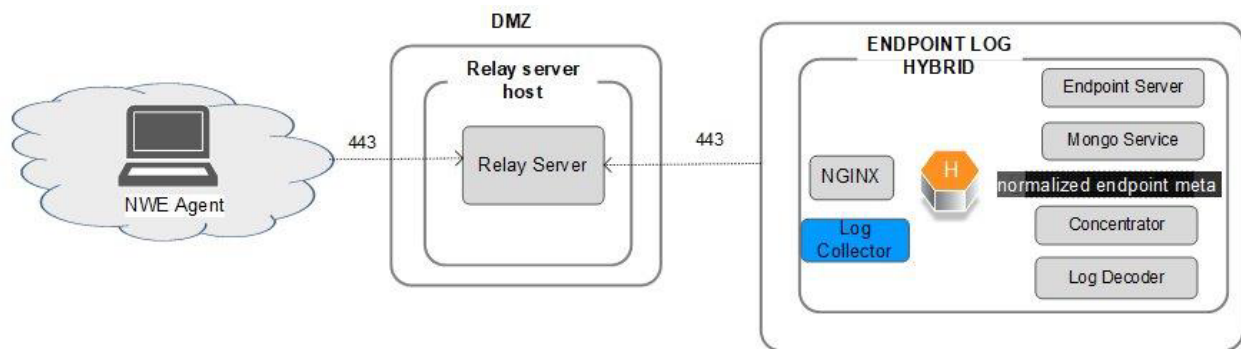 DMZ
ENDPOINT LOG
HYBRID
Relay server
host
Endpoint Server
443
443
Relay Server
Mongo Service
NGINX
H
normalized endpoint meta
NWE Agent
Log
Collector
Concentrator
Log Decoder